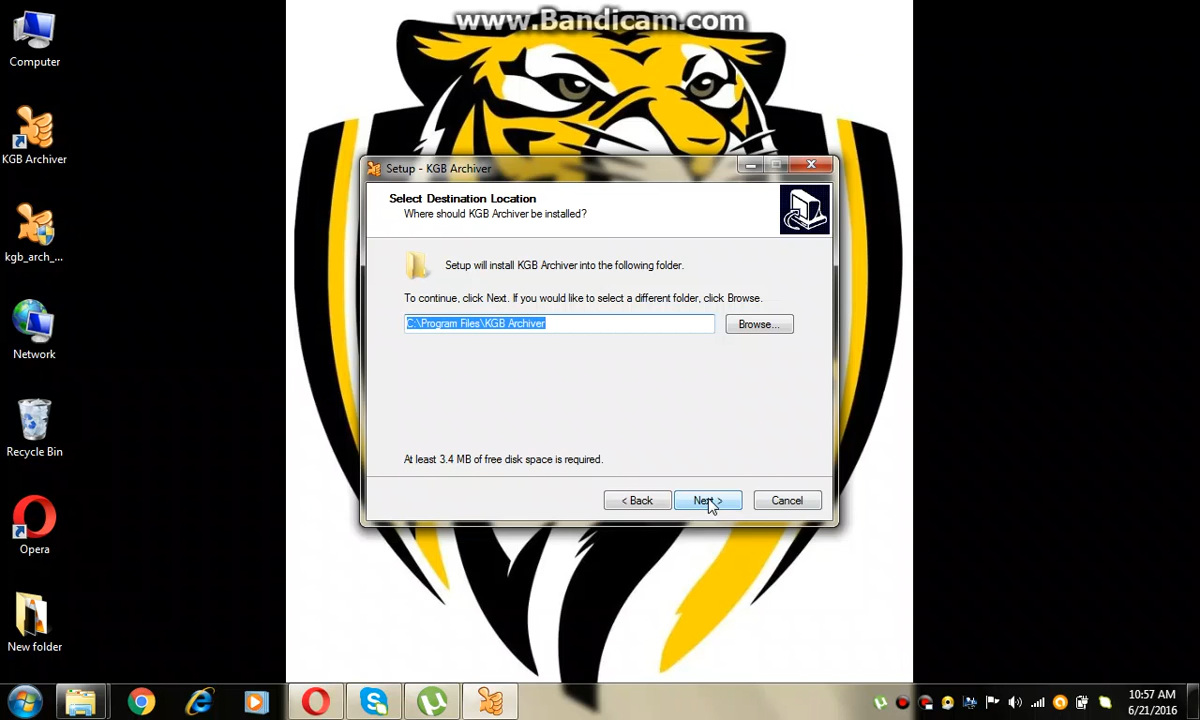 www.Bandicam.com
Computer
KGB Archiver
kgb_arch_...
Network
Recycle Bin
Opera
New folder
Setup - KGB Archiver
Select Destination Location
Where should KGB Archiver be installed?
Setup will install KGB Archiver into the following folder.
To continue, click Next. If you would like to select a different folder, click Browse.
C:\Program Files\KGB Archiver
Browse...
At least 3.4 MB of free disk space is required.
< Back
Next >
Cancel
10:57 AM
6/21/2016